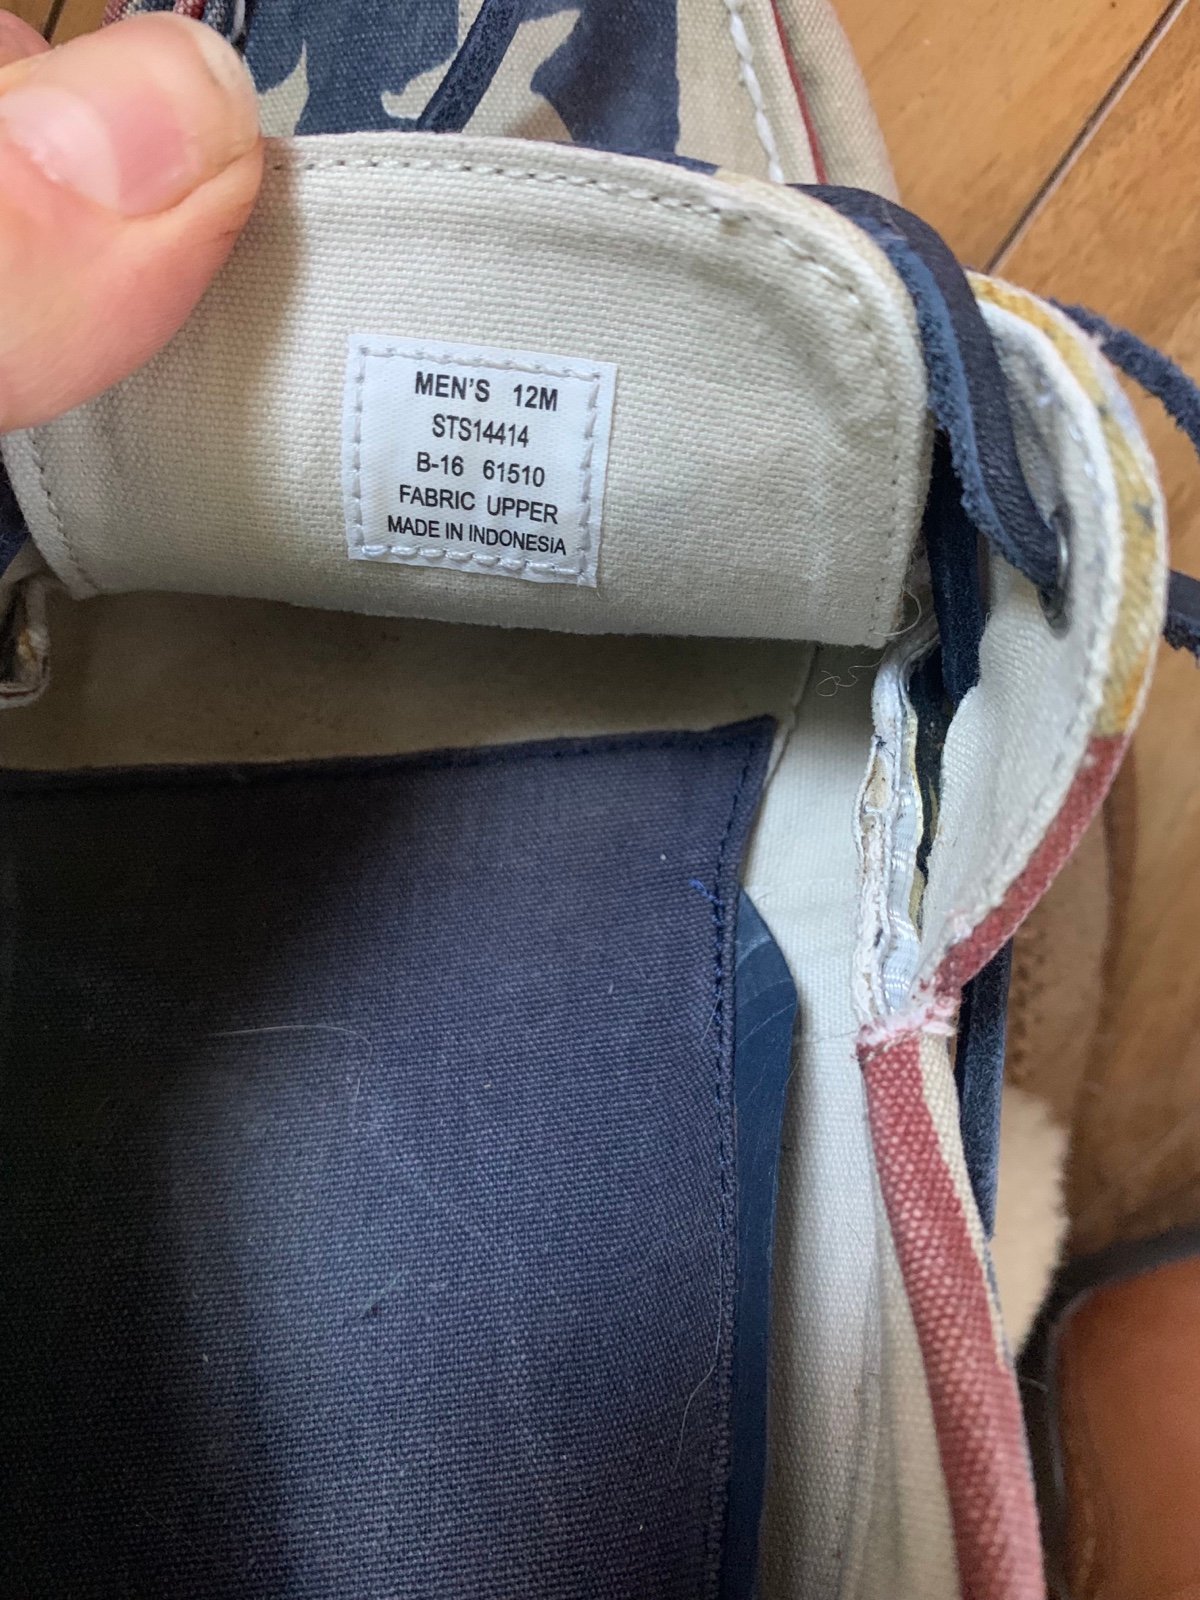 MEN'S 12M
STS14414
B-16 61510
FABRIC UPPER
MADE IN INDONESIA